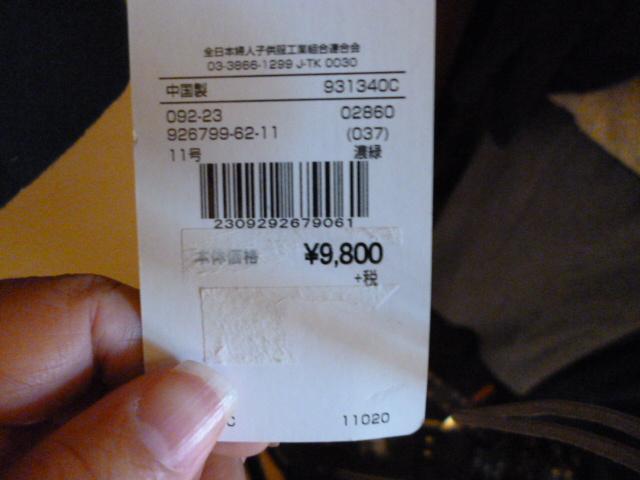 全日本婦人子供服工業組合連合会
03-3866-1299 J-TK 0030
中国製 931340C
092-23 02860
926799-62-11 (037)
11号 濃緑
2309292679061
本体価格 ¥9,800
+税
C 11020